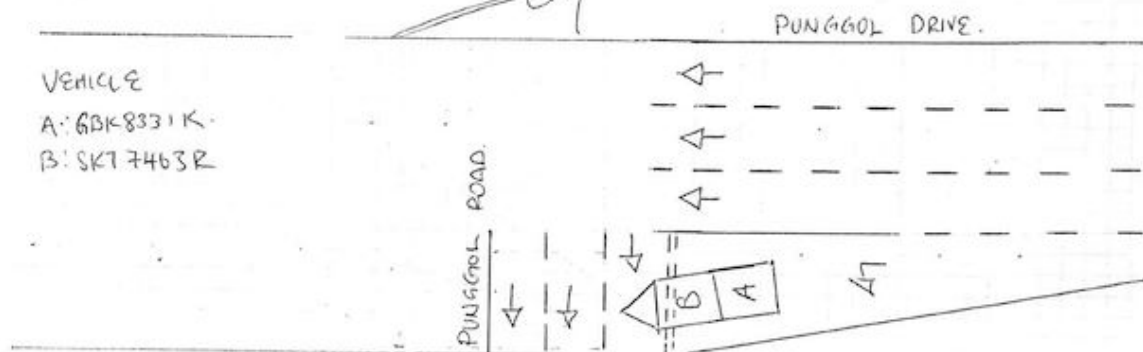 PUNGGOL DRIVE.
VEHICLE
A: GBK8331K.
B: SKT7463R
PUNGGOL ROAD.
B
A